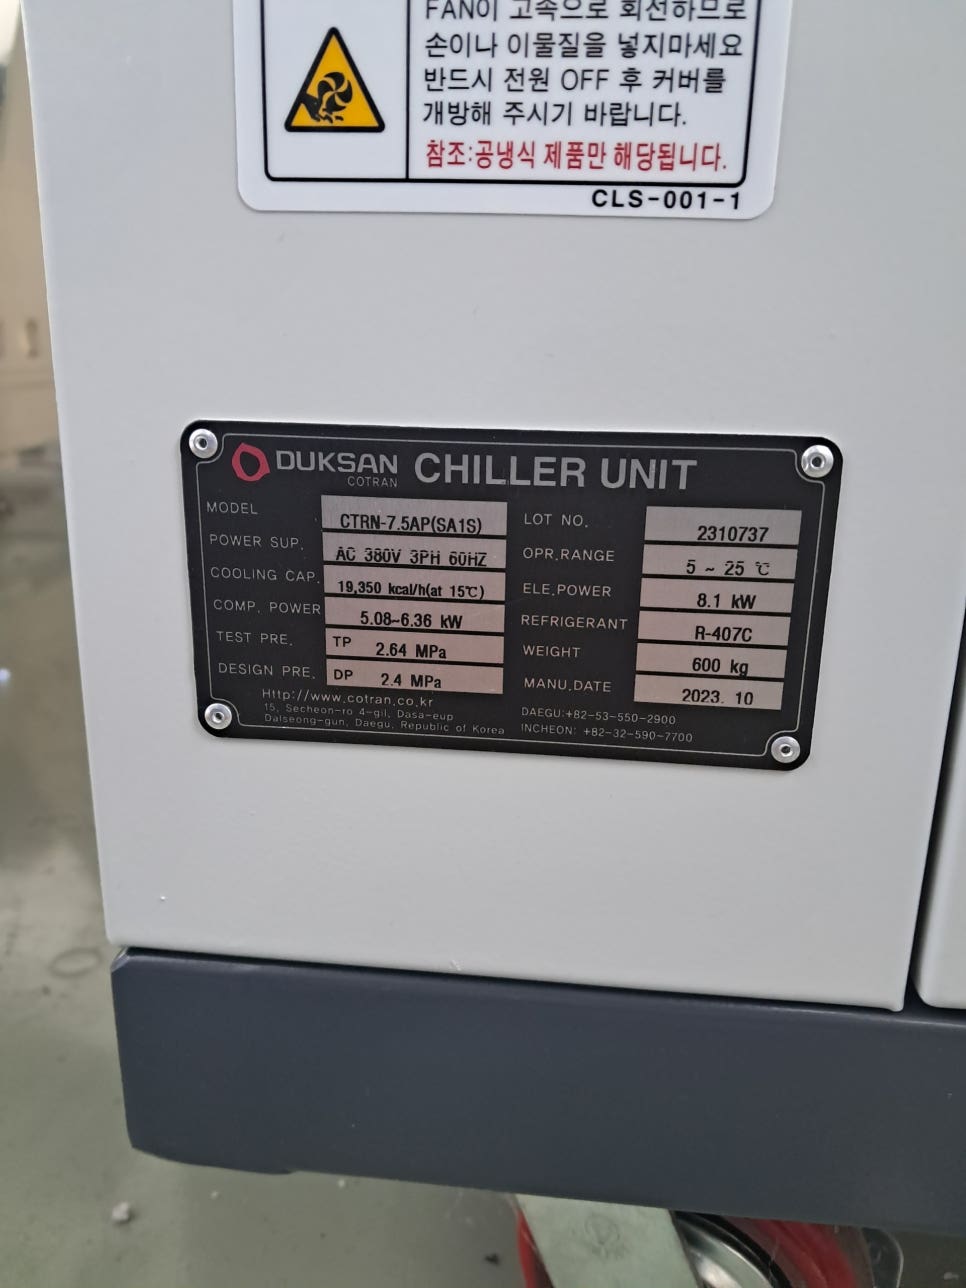 FAN이 고속으로 회전하므로
손이나 이물질을 넣지마세요
반드시 전원 OFF 후 커버를
개방해 주시기 바랍니다.
참조:공냉식 제품만 해당됩니다.
CLS-001-1
DUKSAN COTRAN CHILLER UNIT
MODEL CTRN-7.5AP(SA1S)
POWER SUP. AC 380V 3PH 60HZ
COOLING CAP. 19,350 kcal/h(at 15℃)
COMP. POWER 5.08~6.36 kW
TEST PRE. TP 2.64 MPa
DESIGN PRE. DP 2.4 MPa
LOT NO. 2310737
OPR.RANGE 5 ~ 25 ℃
ELE.POWER 8.1 kW
REFRIGERANT R-407C
WEIGHT 600 kg
MANU.DATE 2023. 10
Http://www.cotran.co.kr
15, Secheon-ro 4-gil, Dasa-eup
Dalseong-gun, Daegu, Republic of Korea
DAEGU:+82-53-550-2900
INCHEON: +82-32-590-7700